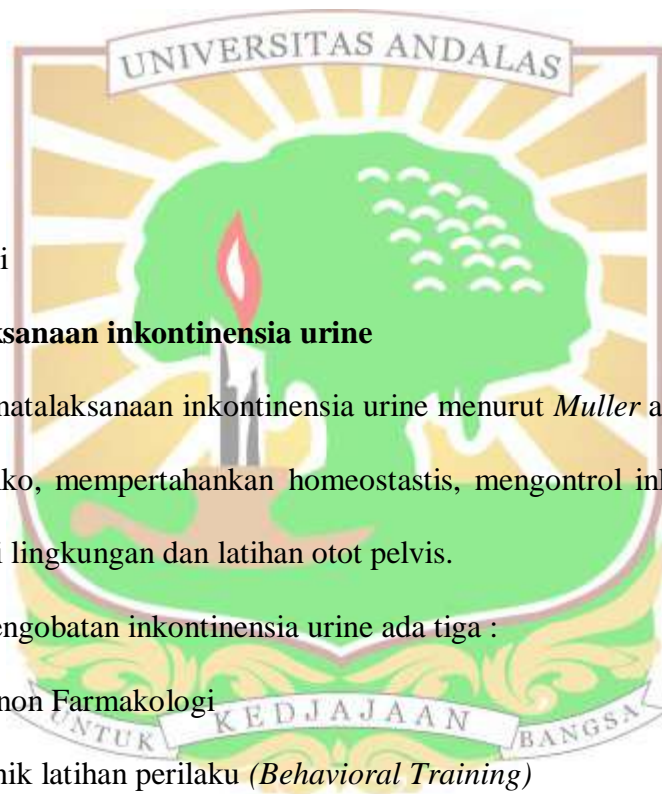 UNIVERSITAS ANDALAS
i
ksanaan inkontinensia urine
natalaksanaan inkontinensia urine menurut Muller a
ko, mempertahankan homeostastis, mengontrol in
i lingkungan dan latihan otot pelvis.
engobatan inkontinensia urine ada tiga :
non Farmakologi
UNTUK KEDJAJAAN BANGSA
nik latihan perilaku (Behavioral Training)